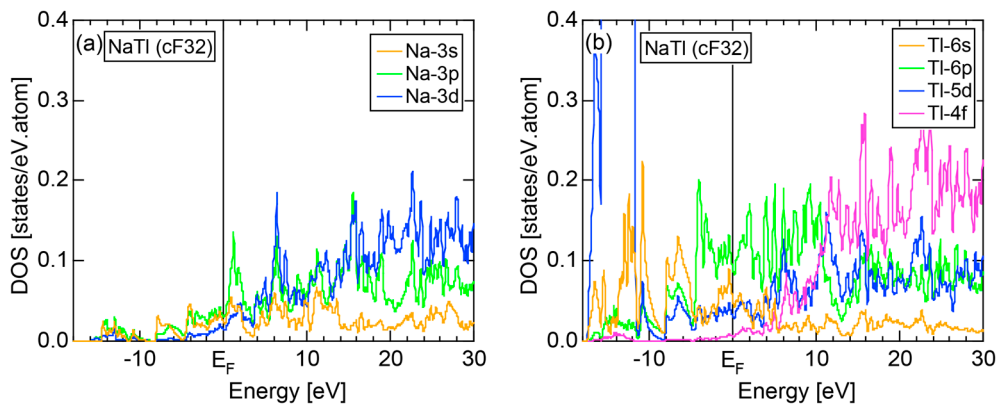 (a) NaTl (cF32)
Na-3s
Na-3p
Na-3d
0.4
0.3
0.2
0.1
0.0
DOS [states/eV.atom]
-10 E_F 10 20 30
Energy [eV]
(b) NaTl (cF32)
Tl-6s
Tl-6p
Tl-5d
Tl-4f
0.4
0.3
0.2
0.1
0.0
DOS [states/eV.atom]
-10 E_F 10 20 30
Energy [eV]